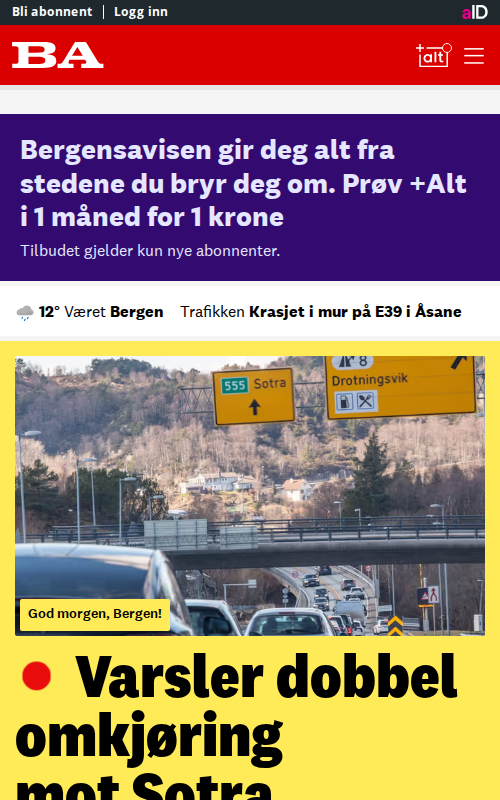 Bli abonnent | Logg inn
aID
BA
+alt
Bergensavisen gir deg alt fra
stedene du bryr deg om. Prøv +Alt
i 1 måned for 1 krone
Tilbudet gjelder kun nye abonnenter.
12° Været Bergen Trafikken Krasjet i mur på E39 i Åsane
555 Sotra
8
Drotningsvik
God morgen, Bergen!
Varsler dobbel
omkjøring
mot Sotra